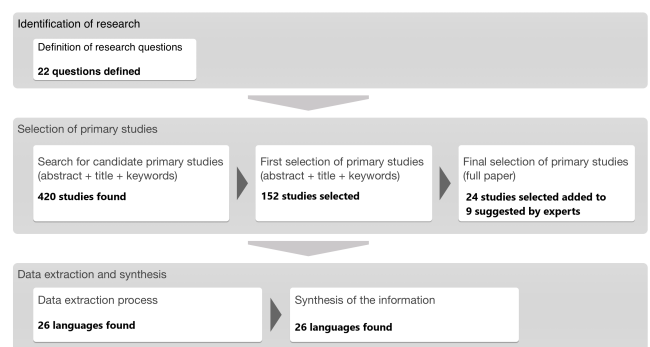 Identification of research
Definition of research questions
22 questions defined
Selection of primary studies
Search for candidate primary studies
(abstract + title + keywords)
420 studies found
First selection of primary studies
(abstract + title + keywords)
152 studies selected
Final selection of primary studies
(full paper)
24 studies selected added to
9 suggested by experts
Data extraction and synthesis
Data extraction process
26 languages found
Synthesis of the information
26 languages found